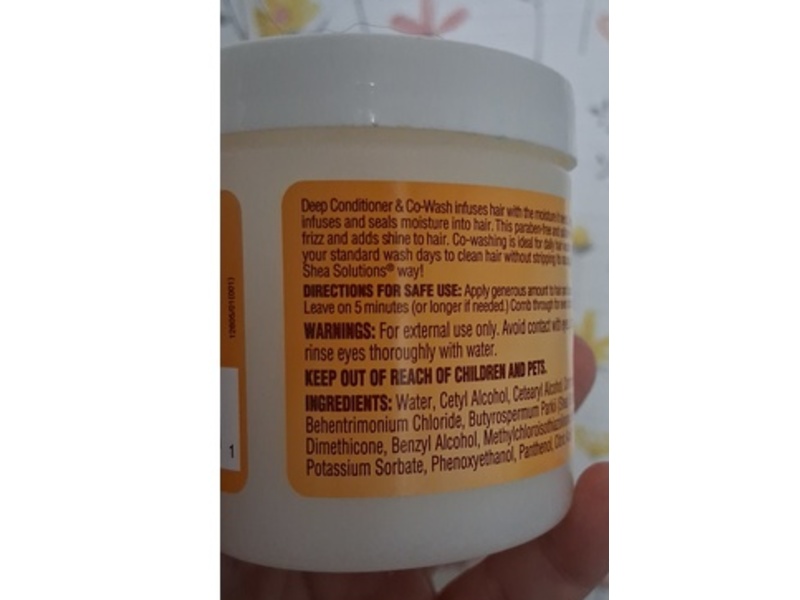 Deep Conditioner & Co-Wash infuses hair with the moisture
infuses and seals moisture into hair. This paraben-free and
frizz and adds shine to hair. Co-washing is ideal for daily hair
your standard wash days to clean hair without stripping
Shea Solutions® way!
DIRECTIONS FOR SAFE USE: Apply generous amount to hair
Leave on 5 minutes (or longer if needed.) Comb through for
WARNINGS: For external use only. Avoid contact with
rinse eyes thoroughly with water.
KEEP OUT OF REACH OF CHILDREN AND PETS.
INGREDIENTS: Water, Cetyl Alcohol, Cetearyl Alcohol,
Behentrimonium Chloride, Butyrospermum Parkii
Dimethicone, Benzyl Alcohol,
Potassium Sorbate, Phenoxyethanol, Panthenol, Citric
1